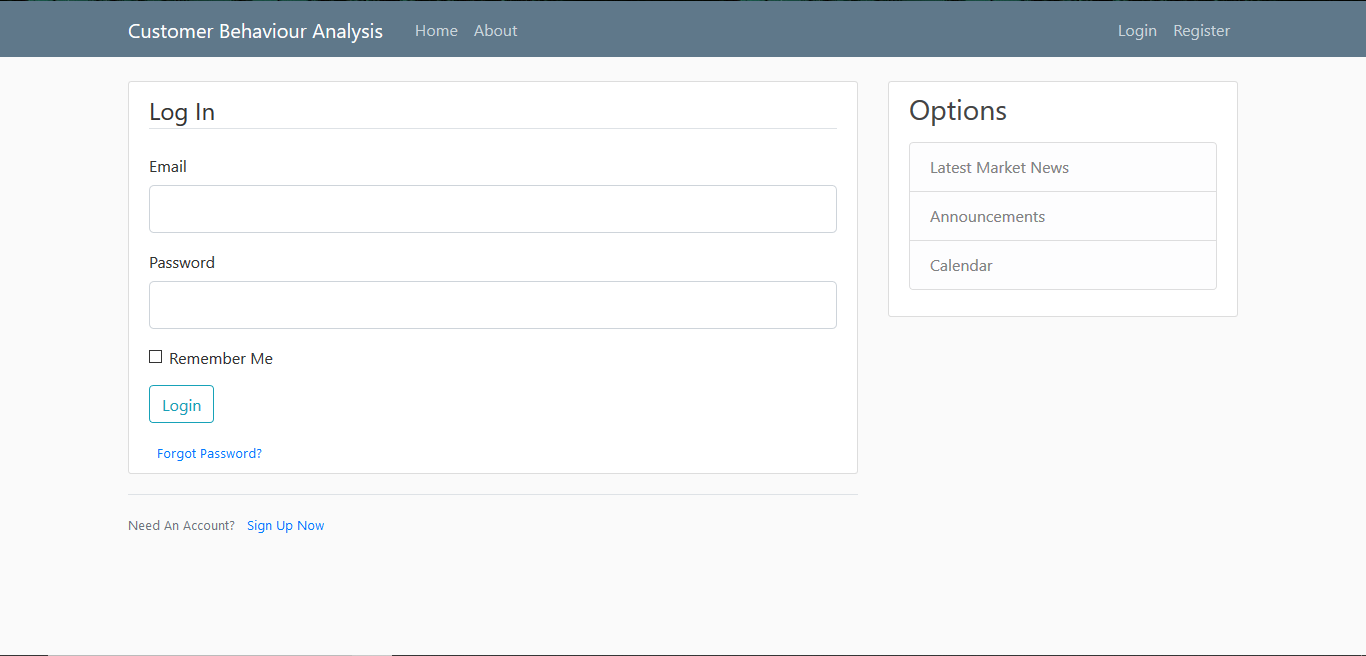 Customer Behaviour Analysis Home About Login Register
Log In
Email
Password
Remember Me
Login
Forgot Password?
Need An Account? Sign Up Now
Options
Latest Market News
Announcements
Calendar